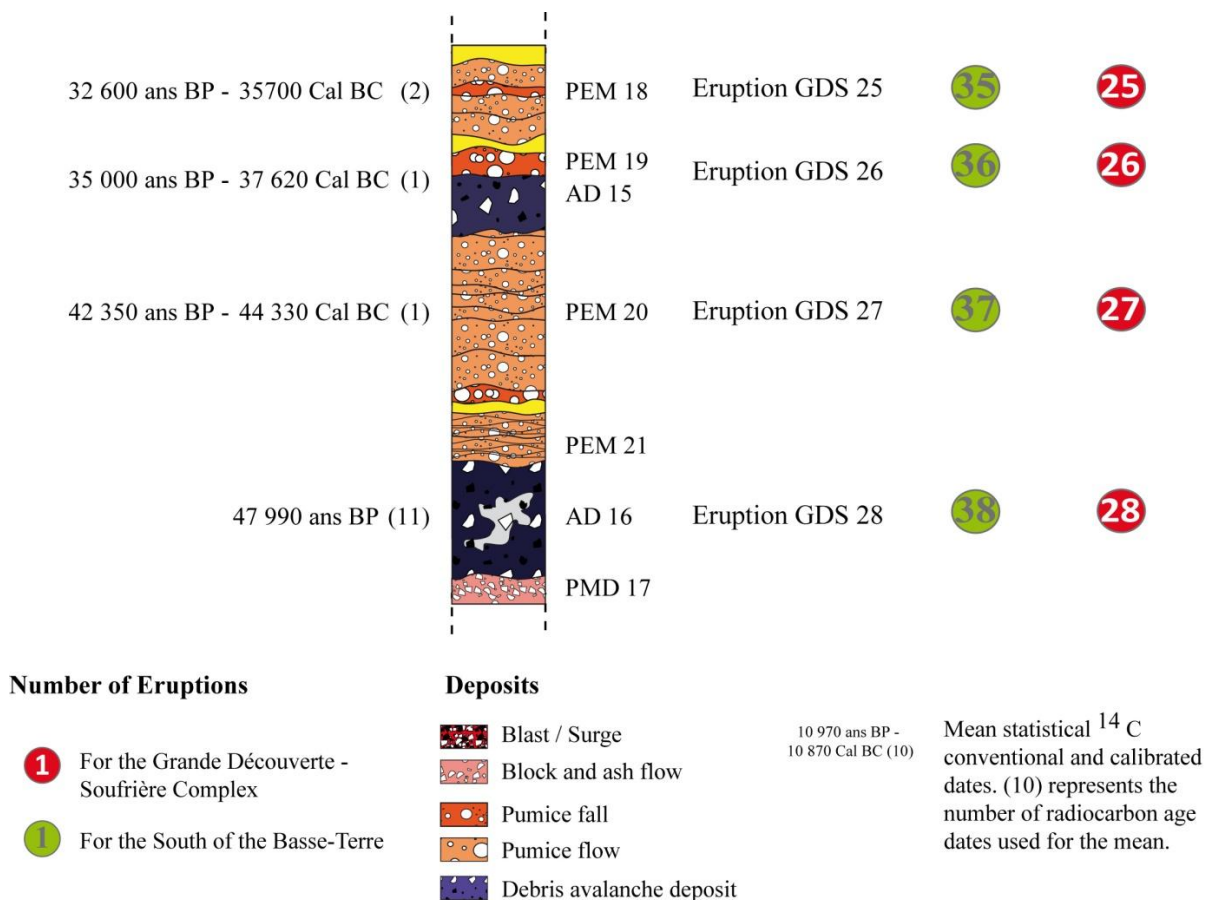 32 600 ans BP - 35700 Cal BC (2)
PEM 18
Eruption GDS 25
35
25
PEM 19
35 000 ans BP - 37 620 Cal BC (1)
AD 15
Eruption GDS 26
36
26
42 350 ans BP - 44 330 Cal BC (1)
PEM 20
Eruption GDS 27
37
27
PEM 21
47 990 ans BP (11)
AD 16
Eruption GDS 28
38
28
PMD 17
Number of Eruptions
1
For the Grande Découverte -
Soufrière Complex
1
For the South of the Basse-Terre
Deposits
Blast / Surge
Block and ash flow
Pumice fall
Pumice flow
Debris avalanche deposit
10 970 ans BP -
10 870 Cal BC (10)
Mean statistical 14 C
conventional and calibrated
dates. (10) represents the
number of radiocarbon age
dates used for the mean.